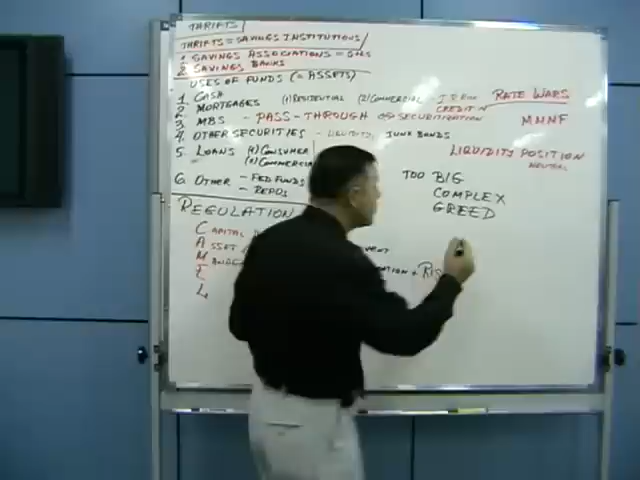 THRIFTS
THRIFTS = SAVINGS INSTITUTIONS
1. SAVINGS ASSOCIATIONS = S+LS
2. SAVINGS BANKS
USES OF FUNDS (= ASSETS)
1. CASH
RATE WARS
2. MORTGAGES (1) RESIDENTIAL (2) COMMERCIAL
CREDIT
3. MBS - PASS-THROUGH SECURITIZATION
MMMF
4. OTHER SECURITIES - LIQUIDITY, JUNK BONDS
5. LOANS (1) CONSUMER
(2) COMMERCIAL
LIQUIDITY POSITION
NEUTRAL
6. OTHER - FED FUNDS
- REPOS
TOO BIG
COMPLEX
GREED
REGULATION
CAPITAL
ASSET
M
E
L